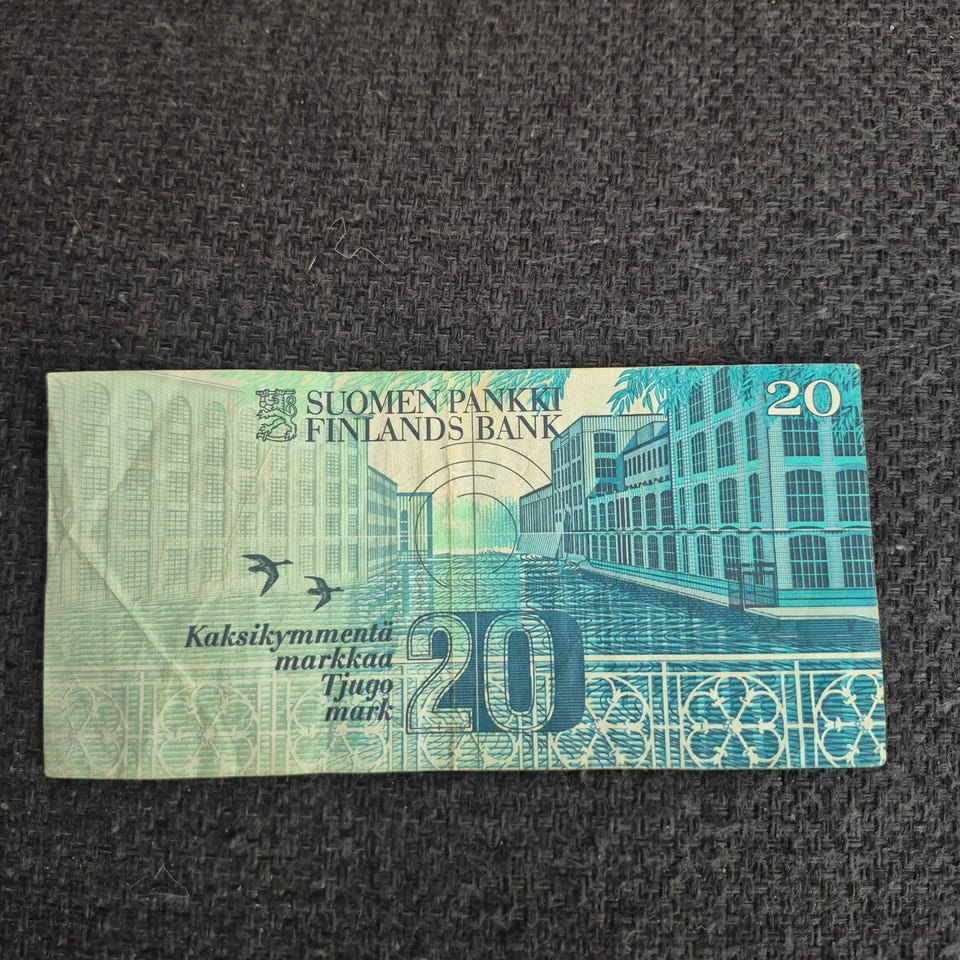 SUOMEN PANKKI
FINLANDS BANK
20
Kaksikymmentä
markkaa
Tjugo
mark
20